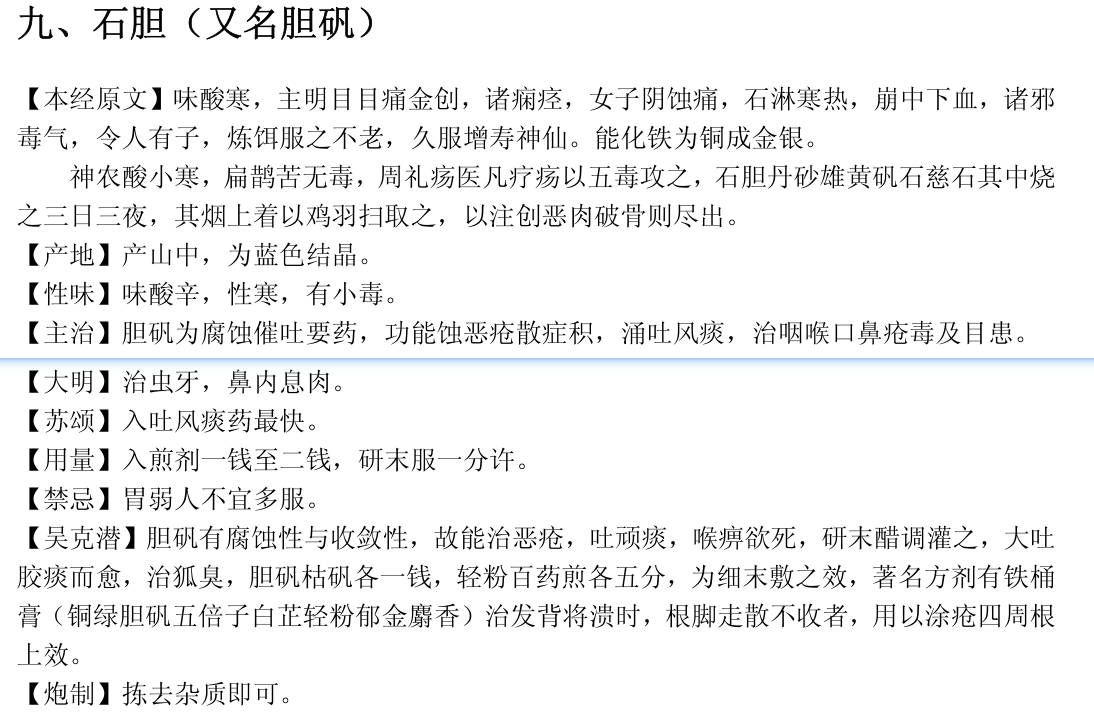 九、石胆（又名胆矾）
【本经原文】味酸寒，主明目目痛金创，诸痫痉，女子阴蚀痛，石淋寒热，崩中下血，诸邪
毒气，令人有子，炼饵服之不老，久服增寿神仙。能化铁为铜成金银。
神农酸小寒，扁鹊苦无毒，周礼疡医凡疗疡以五毒攻之，石胆丹砂雄黄矾石慈石其中烧
之三日三夜，其烟上着以鸡羽扫取之，以注创恶肉破骨则尽出。
【产地】产山中，为蓝色结晶。
【性味】味酸辛，性寒，有小毒。
【主治】胆矾为腐蚀催吐要药，功能蚀恶疮散症积，涌吐风痰，治咽喉口鼻疮毒及目患。
【大明】治虫牙，鼻内息肉。
【苏颂】入吐风痰药最快。
【用量】入煎剂一钱至二钱，研末服一分许。
【禁忌】胃弱人不宜多服。
【吴克潜】胆矾有腐蚀性与收敛性，故能治恶疮，吐顽痰，喉痹欲死，研末醋调灌之，大吐
胶痰而愈，治狐臭，胆矾枯矾各一钱，轻粉百药煎各五分，为细末敷之效，著名方剂有铁桶
膏（铜绿胆矾五倍子白芷轻粉郁金麝香）治发背将溃时，根脚走散不收者，用以涂疮四周根
上效。
【炮制】拣去杂质即可。